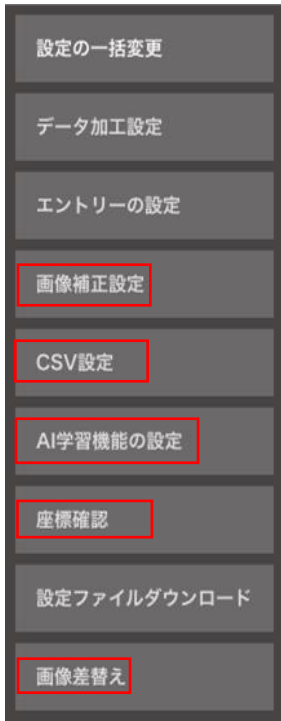 設定の一括変更
データ加工設定
エントリーの設定
画像補正設定
CSV設定
AI学習機能の設定
座標確認
設定ファイルダウンロード
画像差替え